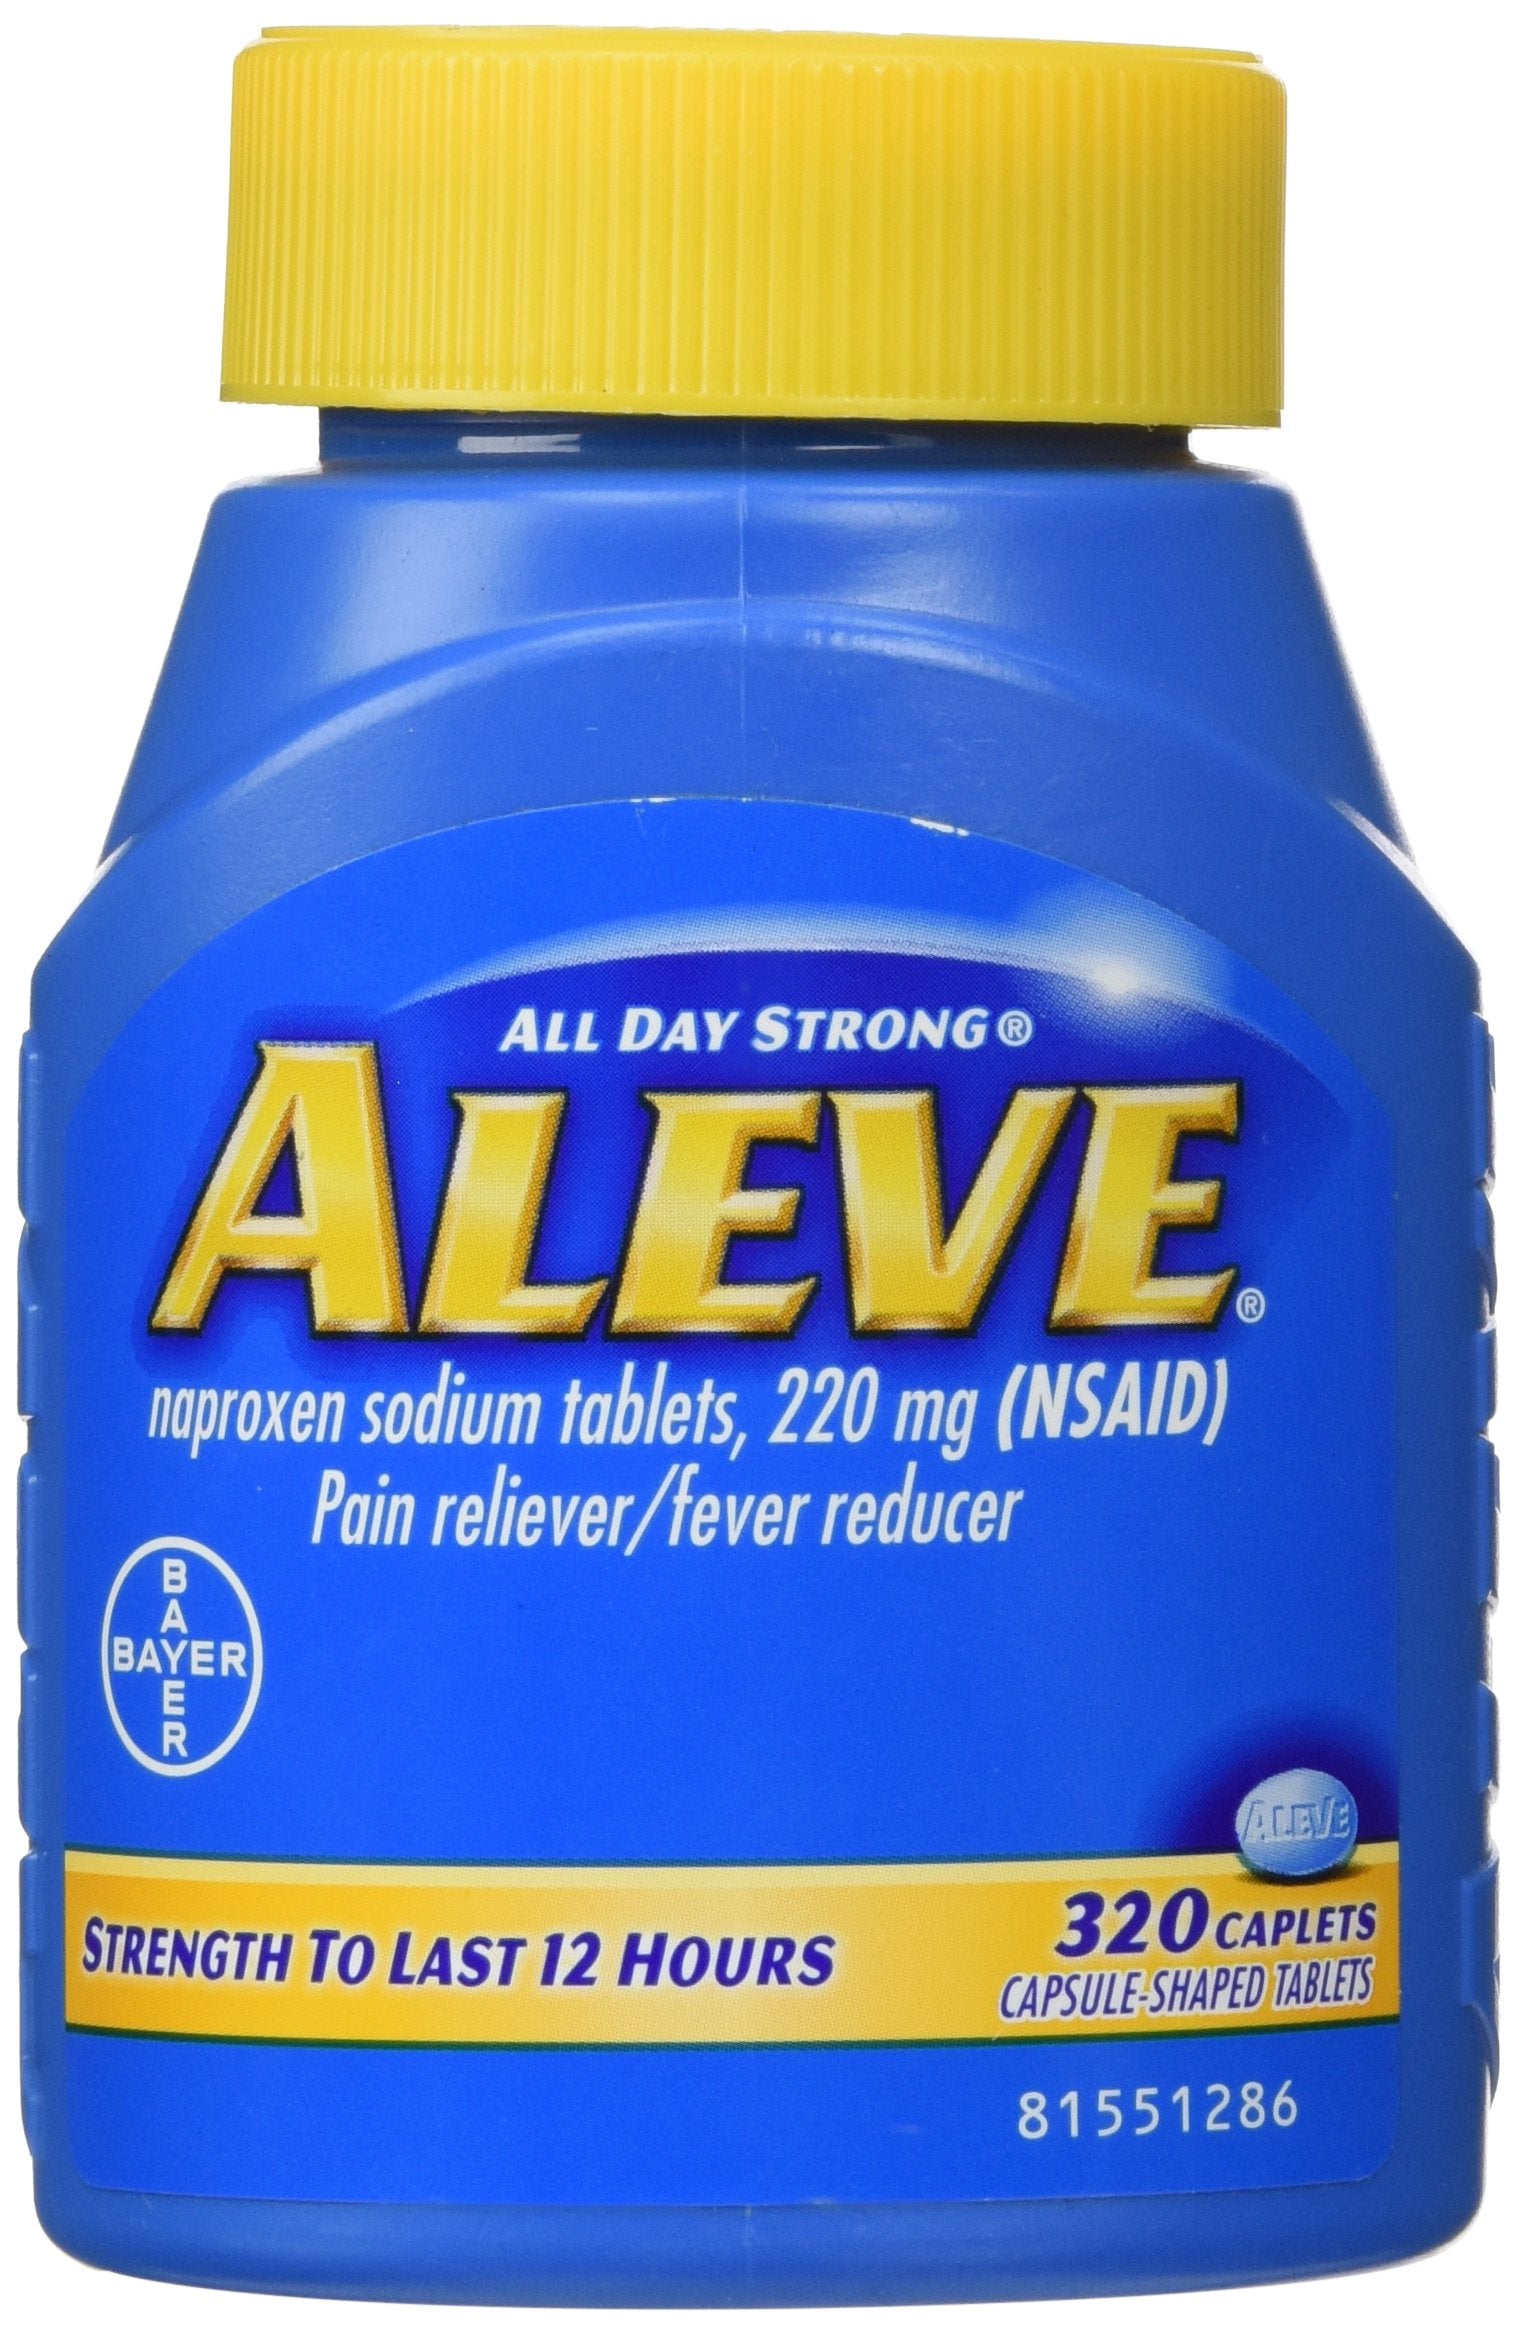 ALL DAY STRONG®
ALEVE®
naproxen sodium tablets, 220 mg (NSAID)
Pain reliever/fever reducer
BAYER
BAYER
ALEVE
STRENGTH TO LAST 12 HOURS
320 CAPLETS
CAPSULE-SHAPED TABLETS
81551286